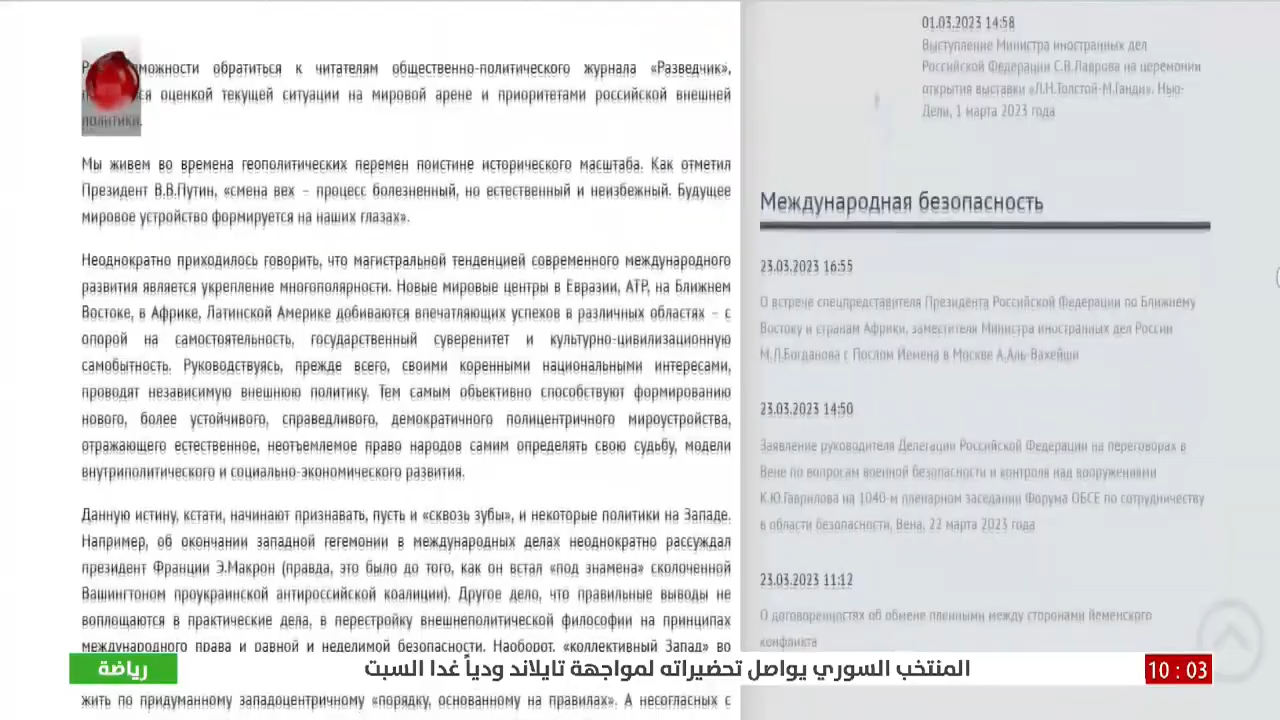 можности обратиться к читателям общественно-политического журнала «Разведчик»,
ся оценкой текущей ситуации на мировой арене и приоритетами российской внешней
политики.
Мы живем во времена геополитических перемен поистине исторического масштаба. Как отметил
Президент В.В.Путин, «смена вех – процесс болезненный, но естественный и неизбежный. Будущее
мировое устройство формируется на наших глазах».
Неоднократно приходилось говорить, что магистральной тенденцией современного международного
развития является укрепление многополярности. Новые мировые центры в Евразии, АТР, на Ближнем
Востоке, в Африке, Латинской Америке добиваются впечатляющих успехов в различных областях – с
опорой на самостоятельность, государственный суверенитет и культурно-цивилизационную
самобытность. Руководствуясь, прежде всего, своими коренными национальными интересами,
проводят независимую внешнюю политику. Тем самым объективно способствуют формированию
нового, более устойчивого, справедливого, демократичного полицентричного мироустройства,
отражающего естественное, неотъемлемое право народов самим определять свою судьбу, модели
внутриполитического и социально-экономического развития.
Данную истину, кстати, начинают признавать, пусть и «сквозь зубы», и некоторые политики на Западе.
Например, об окончании западной гегемонии в международных делах неоднократно рассуждал
президент Франции Э.Макрон (правда, это было до того, как он встал «под знамена» сколоченной
Вашингтоном проукраинской антироссийской коалиции). Другое дело, что правильные выводы не
воплощаются в практические дела, в перестройку внешнеполитической философии на принципах
международного права и равной и неделимой безопасности. Наоборот, «коллективный Запад» во
жить по придуманному западоцентричному «порядку, основанному на правилах». А несогласных с
01.03.2023 14:58
Выступление Министра иностранных дел
Российской Федерации С.В.Лаврова на церемонии
открытия выставки «Л.Н.Толстой-М.Ганди». Нью-
Дели, 1 марта 2023 года
Международная безопасность
23.03.2023 16:55
О встрече спецпредставителя Президента Российской Федерации по Ближнему
Востоку и странам Африки, заместителя Министра иностранных дел России
М.Л.Богданова с Послом Йемена в Москве А.Аль-Вахейши
23.03.2023 14:50
Заявление руководителя Делегации Российской Федерации на переговорах в
Вене по вопросам военной безопасности и контроля над вооружениями
К.Ю.Гаврилова на 1040-м пленарном заседании Форума ОБСЕ по сотрудничеству
в области безопасности, Вена, 22 марта 2023 года
23.03.2023 11:12
О договоренностях об обмене пленными между сторонами йеменского
конфликта
رياضة
المنتخب السوري يواصل تحضيراته لمواجهة تايلاند ودياً غدا السبت
10 : 03